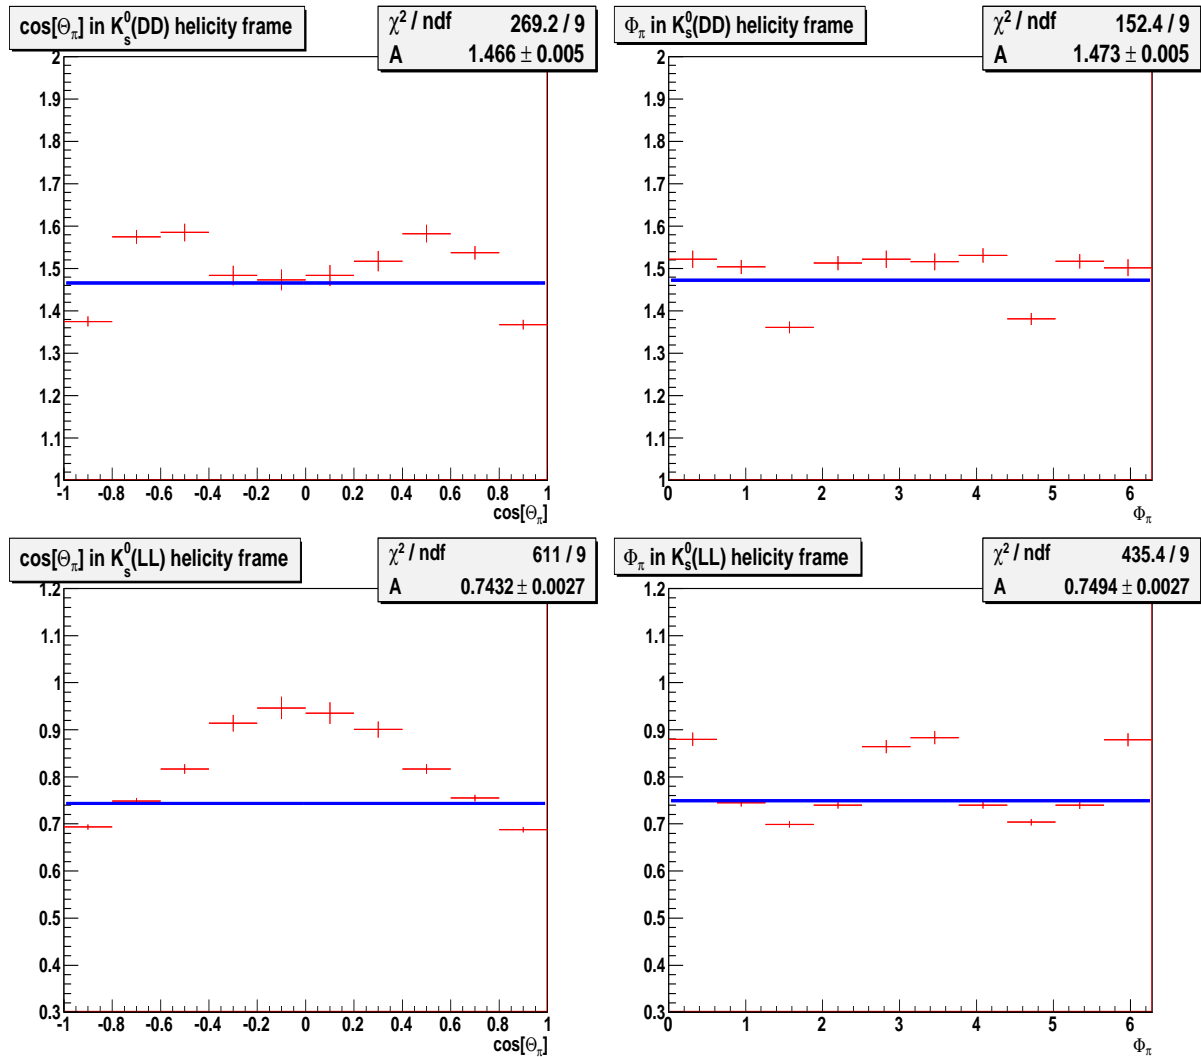 cos[Θπ] in K⁰s(DD) helicity frame
χ² / ndf 269.2 / 9
A 1.466 ± 0.005
2
1.9
1.8
1.7
1.6
1.5
1.4
1.3
1.2
1.1
1
-1 -0.8 -0.6 -0.4 -0.2 0 0.2 0.4 0.6 0.8 1
cos[Θπ]
Φπ in K⁰s(DD) helicity frame
χ² / ndf 152.4 / 9
A 1.473 ± 0.005
2
1.9
1.8
1.7
1.6
1.5
1.4
1.3
1.2
1.1
1
0 1 2 3 4 5 6
Φπ
cos[Θπ] in K⁰s(LL) helicity frame
χ² / ndf 611 / 9
A 0.7432 ± 0.0027
1.2
1.1
1
0.9
0.8
0.7
0.6
0.5
0.4
0.3
-1 -0.8 -0.6 -0.4 -0.2 0 0.2 0.4 0.6 0.8 1
cos[Θπ]
Φπ in K⁰s(LL) helicity frame
χ² / ndf 435.4 / 9
A 0.7494 ± 0.0027
1.2
1.1
1
0.9
0.8
0.7
0.6
0.5
0.4
0.3
0 1 2 3 4 5 6
Φπ